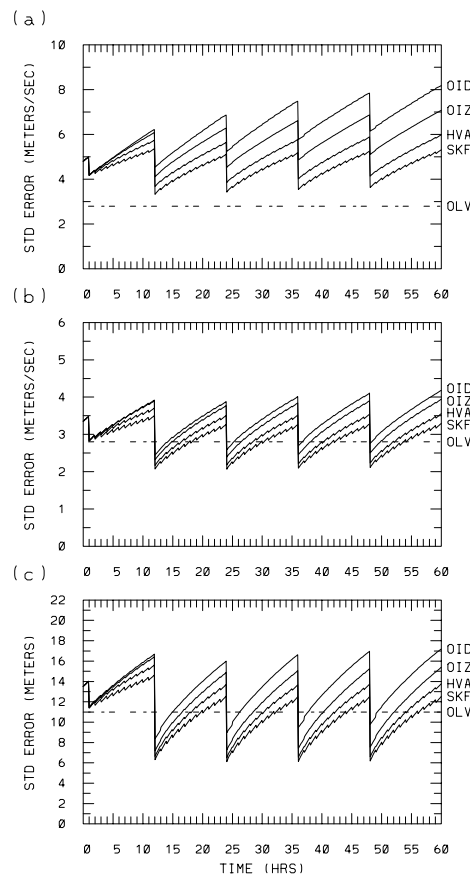 (a)
10
8
6
4
2
0
STD ERROR (METERS/SEC)
OID
OIZ
HVA
SKF
OLV
0 5 10 15 20 25 30 35 40 45 50 55 60
(b)
6
5
4
3
2
1
0
STD ERROR (METERS/SEC)
OID
OIZ
HVA
SKF
OLV
0 5 10 15 20 25 30 35 40 45 50 55 60
(c)
22
20
18
16
14
12
10
8
6
4
2
0
STD ERROR (METERS)
OID
OIZ
HVA
SKF
OLV
0 5 10 15 20 25 30 35 40 45 50 55 60
TIME (HRS)